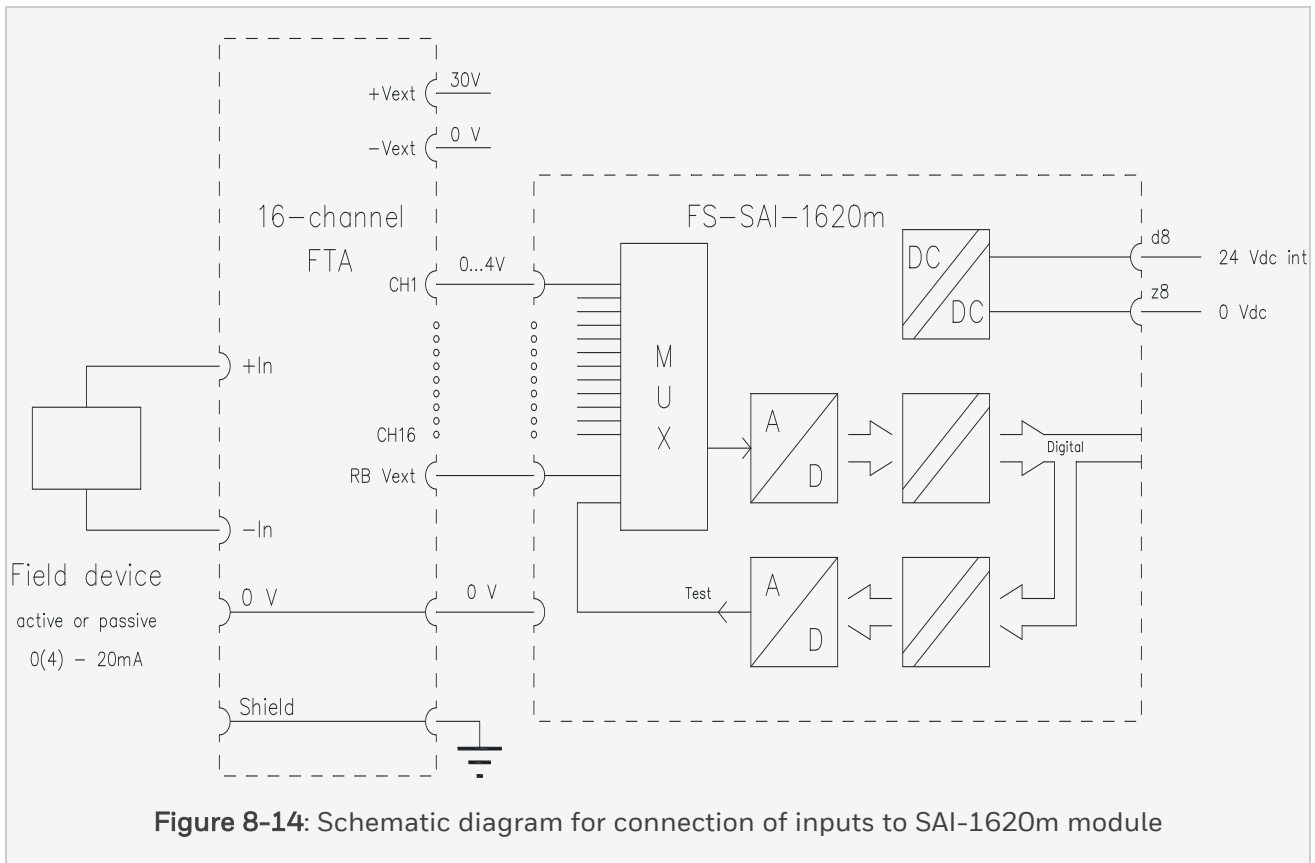 +Vext
30V
-Vext
0 V
16-channel
FTA
FS-SAI-1620m
DC
DC
d8
24 Vdc int
z8
0 Vdc
CH1
0...4V
+In
MUX
CH16
A
D
Digital
RB Vext
-In
Field device
active or passive
0(4) - 20mA
0 V
0 V
Test
A
D
Shield
Figure 8-14: Schematic diagram for connection of inputs to SAI-1620m module